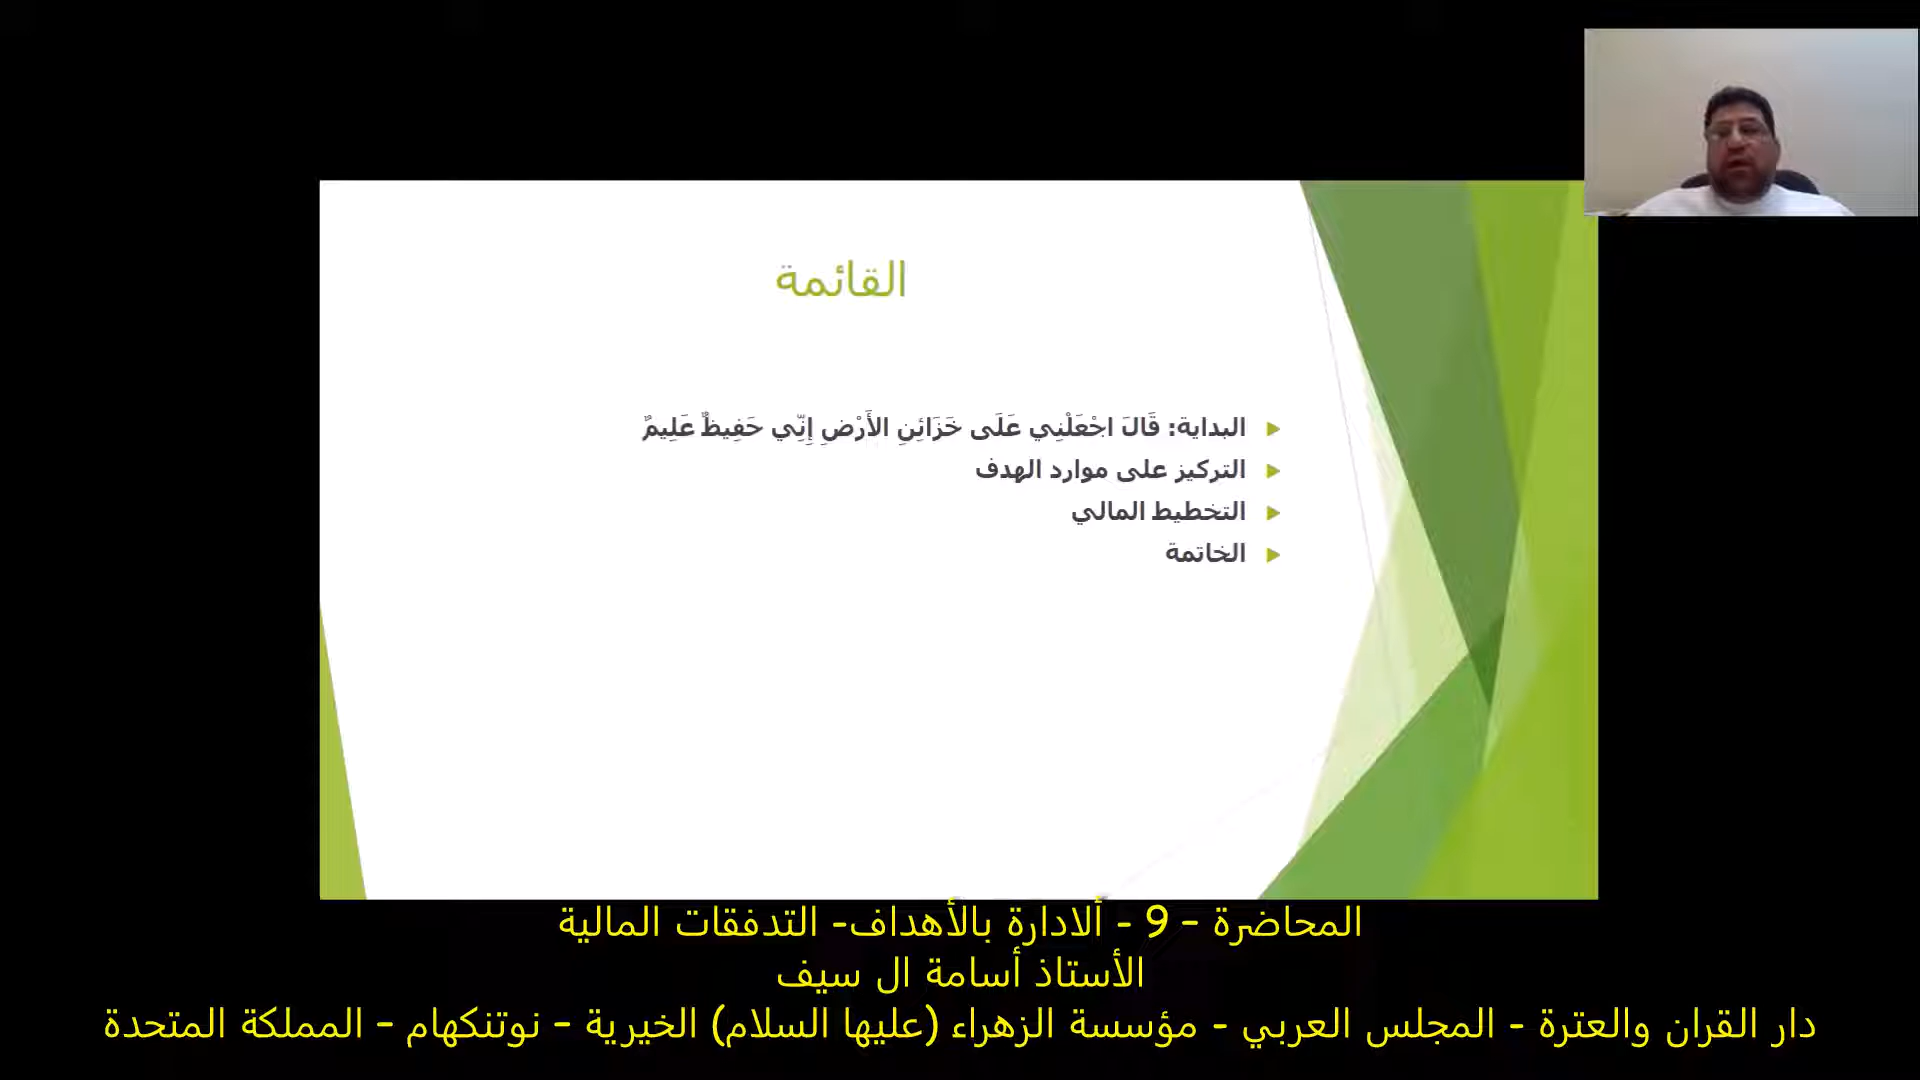 القائمة
البداية: قَالَ اجْعَلْنِي عَلَى خَزَائِنِ الأَرْضِ إِنِّي حَفِيظٌ عَلِيمٌ
التركيز على موارد الهدف
التخطيط المالي
الخاتمة
المحاضرة - 9 - ألادارة بالأهداف- التدفقات المالية
الأستاذ أسامة ال سيف
دار القران والعترة - المجلس العربي - مؤسسة الزهراء (عليها السلام) الخيرية - نوتنكهام - المملكة المتحدة